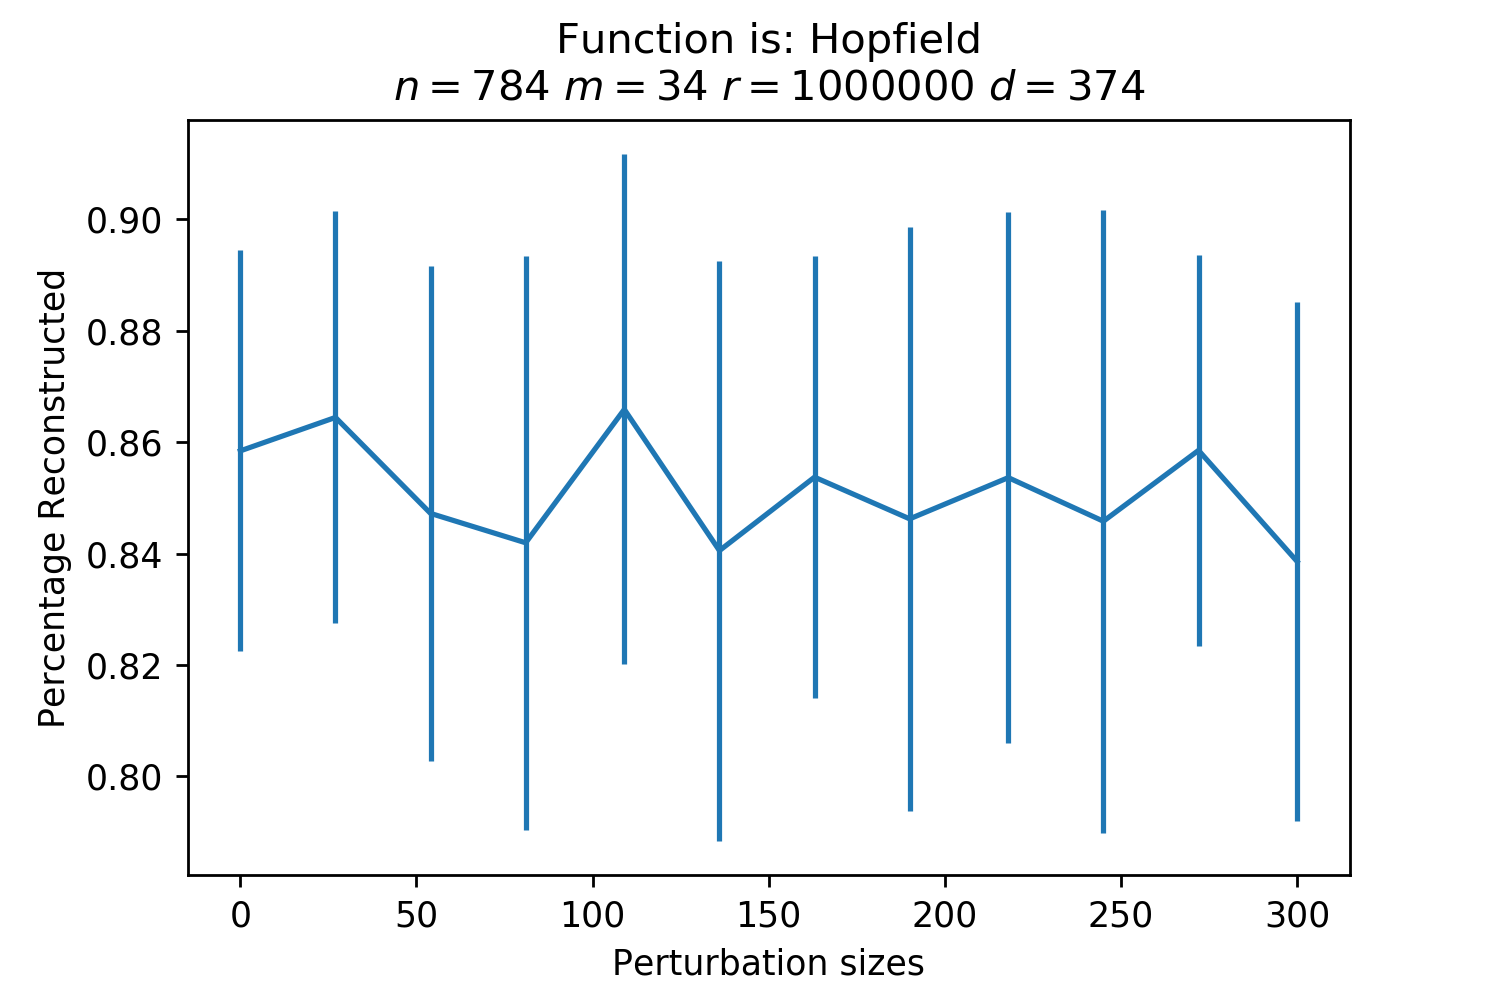 Function is: Hopfield
n = 784 m = 34 r = 1000000 d = 374
Percentage Reconstructed
0.90
0.88
0.86
0.84
0.82
0.80
0 50 100 150 200 250 300
Perturbation sizes